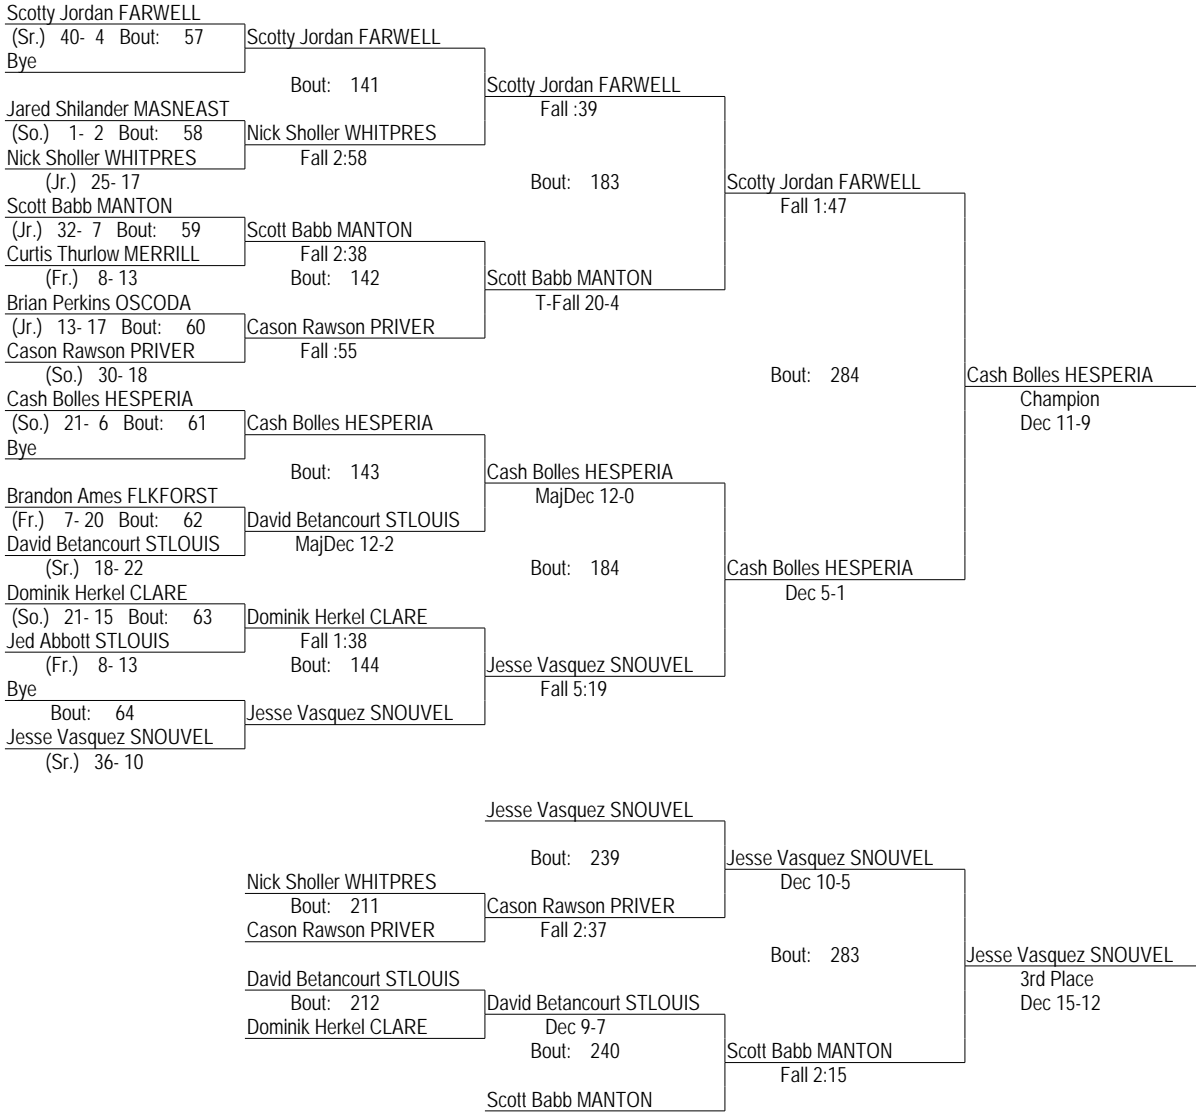 Scotty Jordan FARWELL
(Sr.) 40- 4 Bout: 57
Scotty Jordan FARWELL
Bye
Bout: 141
Scotty Jordan FARWELL
Jared Shilander MASNEAST
Fall :39
(So.) 1- 2 Bout: 58
Nick Sholler WHITPRES
Nick Sholler WHITPRES
Fall 2:58
(Jr.) 25- 17
Bout: 183
Scotty Jordan FARWELL
Scott Babb MANTON
Fall 1:47
(Jr.) 32- 7 Bout: 59
Scott Babb MANTON
Curtis Thurlow MERRILL
Fall 2:38
(Fr.) 8- 13
Bout: 142
Scott Babb MANTON
Brian Perkins OSCODA
T-Fall 20-4
(Jr.) 13- 17 Bout: 60
Cason Rawson PRIVER
Cason Rawson PRIVER
Fall :55
(So.) 30- 18
Bout: 284
Cash Bolles HESPERIA
Cash Bolles HESPERIA
Champion
(So.) 21- 6 Bout: 61
Cash Bolles HESPERIA
Dec 11-9
Bye
Bout: 143
Cash Bolles HESPERIA
Brandon Ames FLKFORST
MajDec 12-0
(Fr.) 7- 20 Bout: 62
David Betancourt STLOUIS
David Betancourt STLOUIS
MajDec 12-2
(Sr.) 18- 22
Bout: 184
Cash Bolles HESPERIA
Dominik Herkel CLARE
Dec 5-1
(So.) 21- 15 Bout: 63
Dominik Herkel CLARE
Jed Abbott STLOUIS
Fall 1:38
(Fr.) 8- 13
Bout: 144
Jesse Vasquez SNOUVEL
Bye
Fall 5:19
Bout: 64
Jesse Vasquez SNOUVEL
Jesse Vasquez SNOUVEL
(Sr.) 36- 10
Jesse Vasquez SNOUVEL
Bout: 239
Jesse Vasquez SNOUVEL
Nick Sholler WHITPRES
Dec 10-5
Bout: 211
Cason Rawson PRIVER
Cason Rawson PRIVER
Fall 2:37
Bout: 283
Jesse Vasquez SNOUVEL
David Betancourt STLOUIS
3rd Place
Bout: 212
David Betancourt STLOUIS
Dec 15-12
Dominik Herkel CLARE
Dec 9-7
Bout: 240
Scott Babb MANTON
Fall 2:15
Scott Babb MANTON